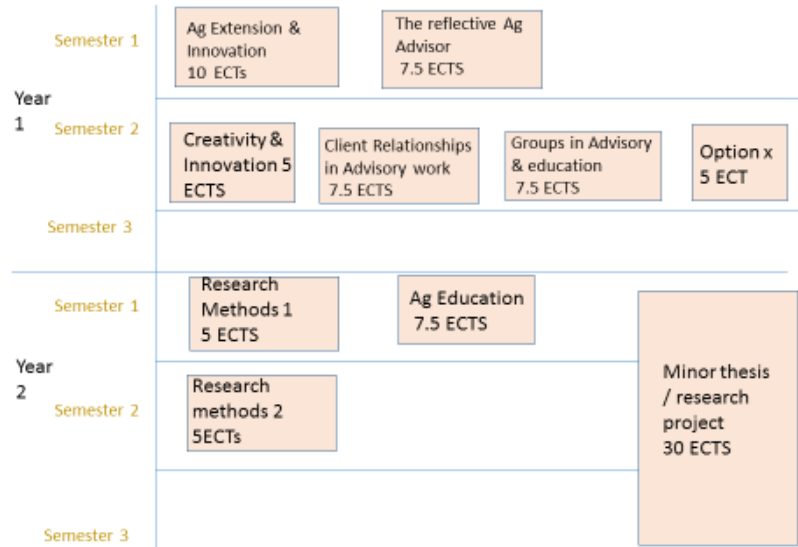 Semester 1
Ag Extension &
Innovation
10 ECTs
The reflective Ag
Advisor
7.5 ECTS
Year
1
Semester 2
Creativity &
Innovation 5
ECTS
Client Relationships
in Advisory work
7.5 ECTS
Groups in Advisory
& education
7.5 ECTS
Option x
5 ECT
Semester 3
Semester 1
Research
Methods 1
5 ECTS
Ag Education
7.5 ECTS
Year
2
Semester 2
Research
methods 2
5ECTs
Minor thesis
/ research
project
30 ECTS
Semester 3